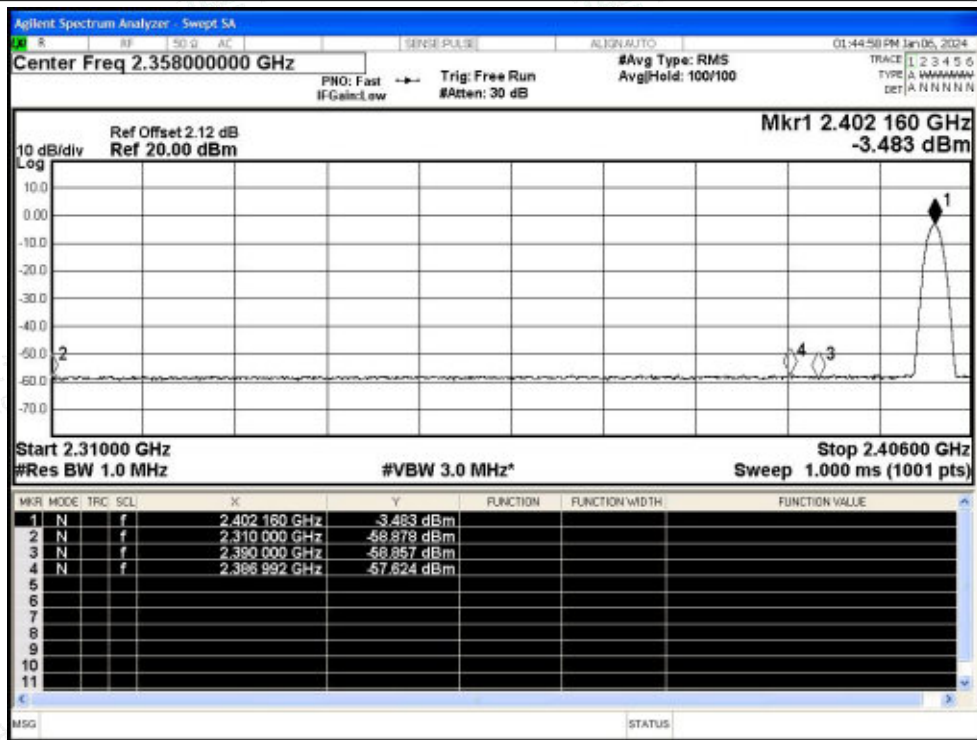 Agilent Spectrum Analyzer - Swept SA
R RF 50 Ω AC SENSE:PULSE ALIGNAUTO 01:44:58 PM Jan 06, 2024
Center Freq 2.358000000 GHz #Avg Type: RMS TRACE 1 2 3 4 5 6
PNO: Fast Trig: Free Run Avg|Hold: 100/100 TYPE A WWWWW
IFGain:Low #Atten: 30 dB DET A N N N N N
Mkr1 2.402 160 GHz
Ref Offset 2.12 dB
-3.483 dBm
10 dB/div Ref 20.00 dBm
Log
10.0
1
0.00
-10.0
-20.0
-30.0
-40.0
-50.0 2 4 3
-60.0
-70.0
Start 2.31000 GHz Stop 2.40600 GHz
#Res BW 1.0 MHz #VBW 3.0 MHz* Sweep 1.000 ms (1001 pts)
MKR MODE TRC SCL X Y FUNCTION FUNCTION WIDTH FUNCTION VALUE
1 N f 2.402 160 GHz -3.483 dBm
2 N f 2.310 000 GHz -58.878 dBm
3 N f 2.390 000 GHz -58.857 dBm
4 N f 2.386 992 GHz -57.624 dBm
5
6
7
8
9
10
11
MSG STATUS